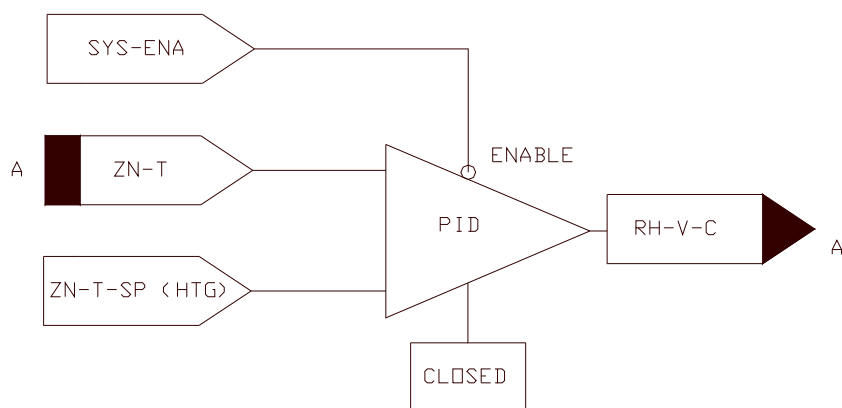 SYS-ENA
ENABLE
A
ZN-T
PID
RH-V-C
A
ZN-T-SP (HTG)
CLOSED